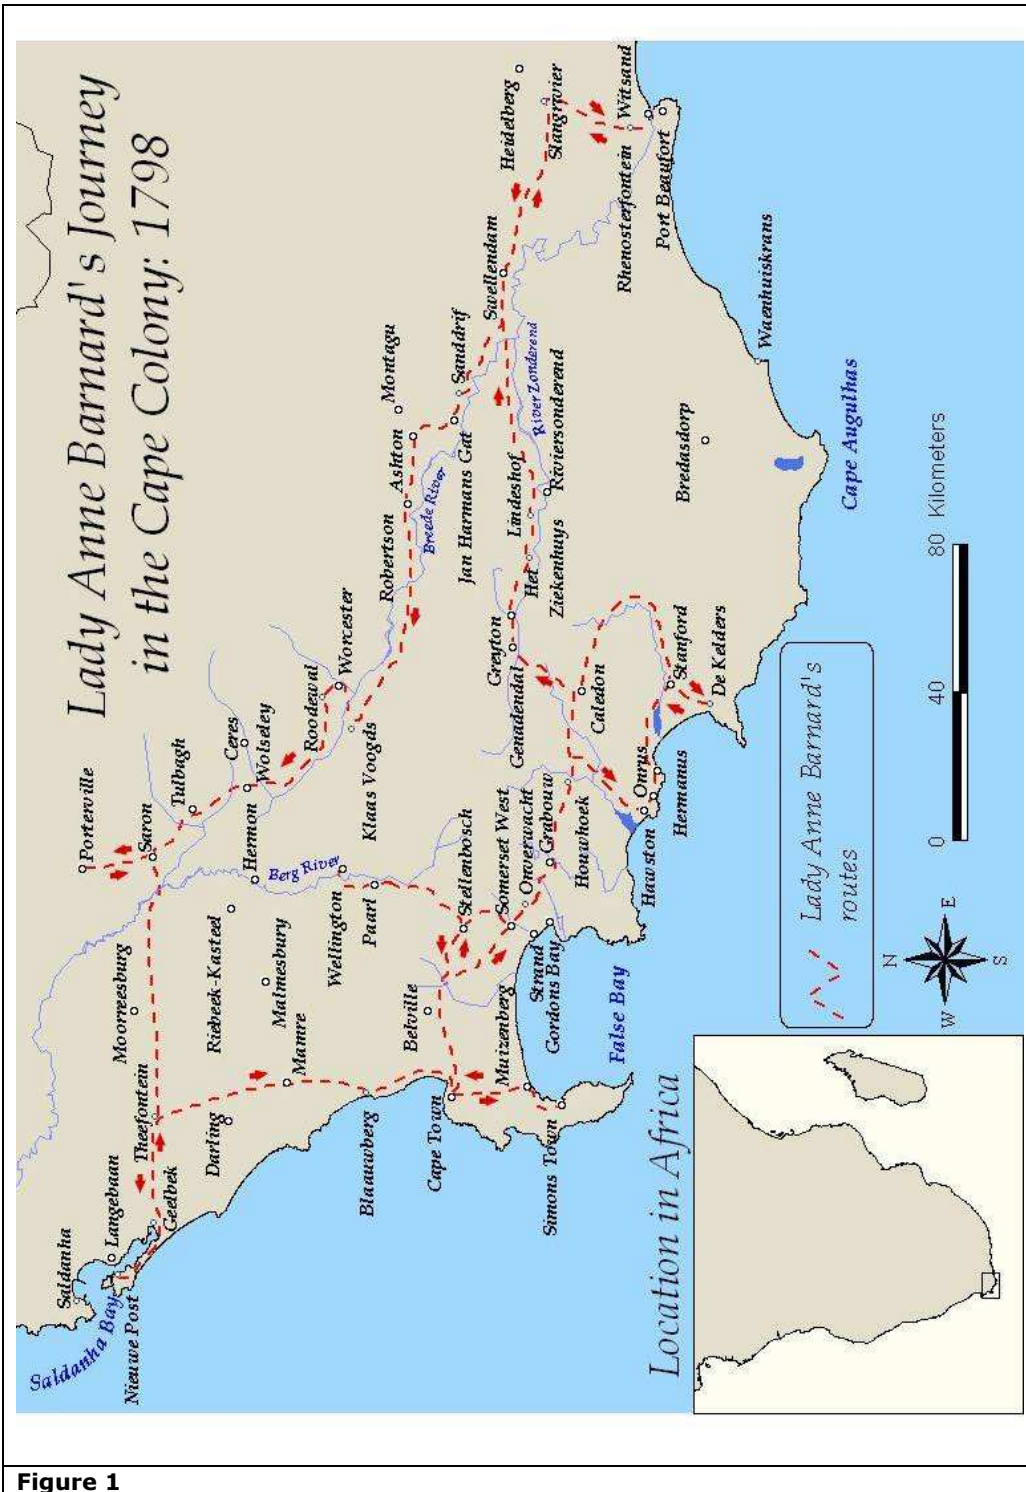 Lady Anne Barnard's Journey
in the Cape Colony: 1798
Saldanha
Langebaan
Saldanha Bay
Nieuwe Post
Geelbek
Theefontein
Darling
Moorreesburg
Riebeek-Kasteel
Malmesbury
Mamre
Blaauwberg
Porterville
Saron
Tulbagh
Ceres
Wolseley
Hermon
Berg River
Wellington
Paarl
Roodewal
Worcester
Klaas Voogds
Robertson
Ashton
Montagu
Breede River
Jan Harmans Gat
Sanddrif
Swellendam
Heidelberg
Slangrivier
Witsand
Rhenosterfontein
Port Beaufort
Cape Town
Belville
Stellenbosch
Muizenberg
Simons Town
Somerset West
Onverwacht
Grabouw
Strand
Gordons Bay
False Bay
Houwhoek
Genadendal
Greyton
Het
Ziekenhuys
Lindeshof
Riviersonderend
River Zonderend
Caledon
Hawston
Onrus
Hermanus
Stanford
De Kelders
Bredasdorp
Waenhuiskrans
Cape Augulhas
Location in Africa
Lady Anne Barnard's
routes
N
W
E
S
0
40
80 Kilometers
Figure 1